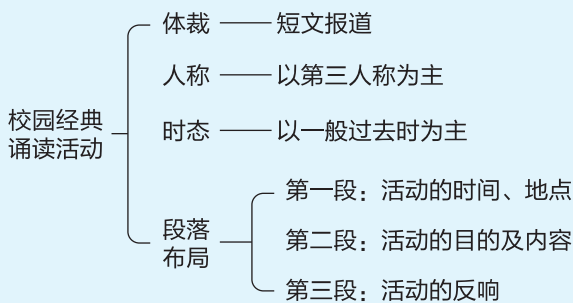 体裁
短文报道
人称
以第三人称为主
时态
以一般过去时为主
校园经典
诵读活动
段落
布局
第一段：活动的时间、地点
第二段：活动的目的及内容
第三段：活动的反响